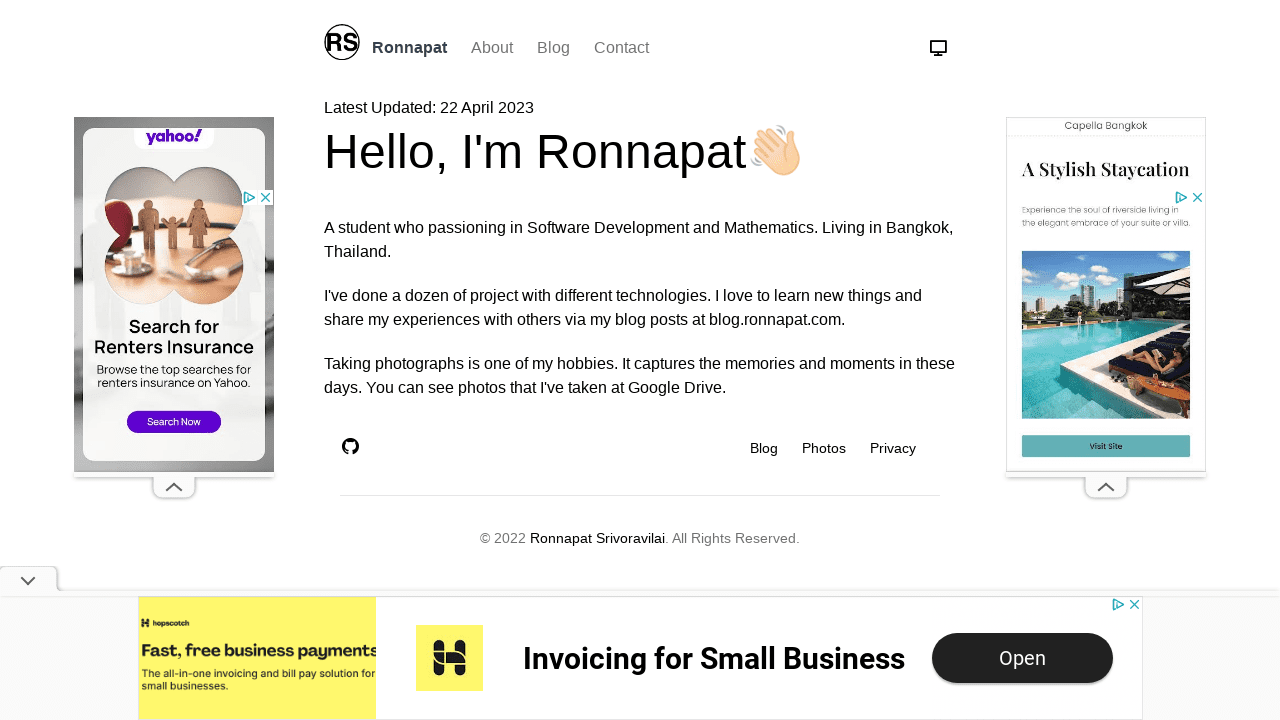 RS
Ronnapat About Blog Contact
Latest Updated: 22 April 2023
Hello, I'm Ronnapat👋🏻
A student who passioning in Software Development and Mathematics. Living in Bangkok,
Thailand.
I've done a dozen of project with different technologies. I love to learn new things and
share my experiences with others via my blog posts at blog.ronnapat.com.
Taking photographs is one of my hobbies. It captures the memories and moments in these
days. You can see photos that I've taken at Google Drive.
Blog Photos Privacy
© 2022 Ronnapat Srivoravilai. All Rights Reserved.
yahoo!
Search for
Renters Insurance
Browse the top searches for
renters insurance on Yahoo.
Search Now
Capella Bangkok
A Stylish Staycation
Experience the soul of riverside living in
the elegant embrace of your suite or villa.
Visit Site
hopscotch
Fast, free business payments
The all-in-one invoicing and bill pay solution for
small businesses.
Invoicing for Small Business
Open